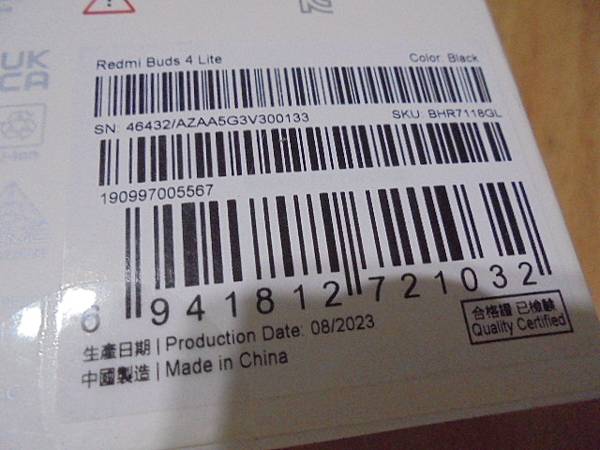 UK
CA
Li-ion
Redmi Buds 4 Lite
Color: Black
SN: 46432/AZAA5G3V300133
SKU: BHR7118GL
190997005567
6 941812 721032
生產日期 | Production Date: 08/2023
中國製造 | Made in China
合格證 已檢驗
Quality Certified